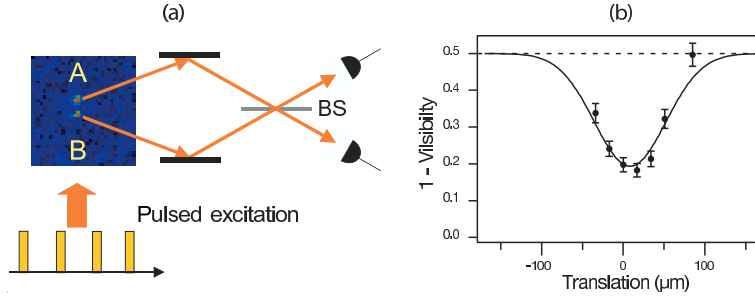 (a)
A
B
BS
Pulsed excitation
(b)
1 - Vilsibility
0.5
0.4
0.3
0.2
0.1
0.0
-100
0
100
Translation (µm)